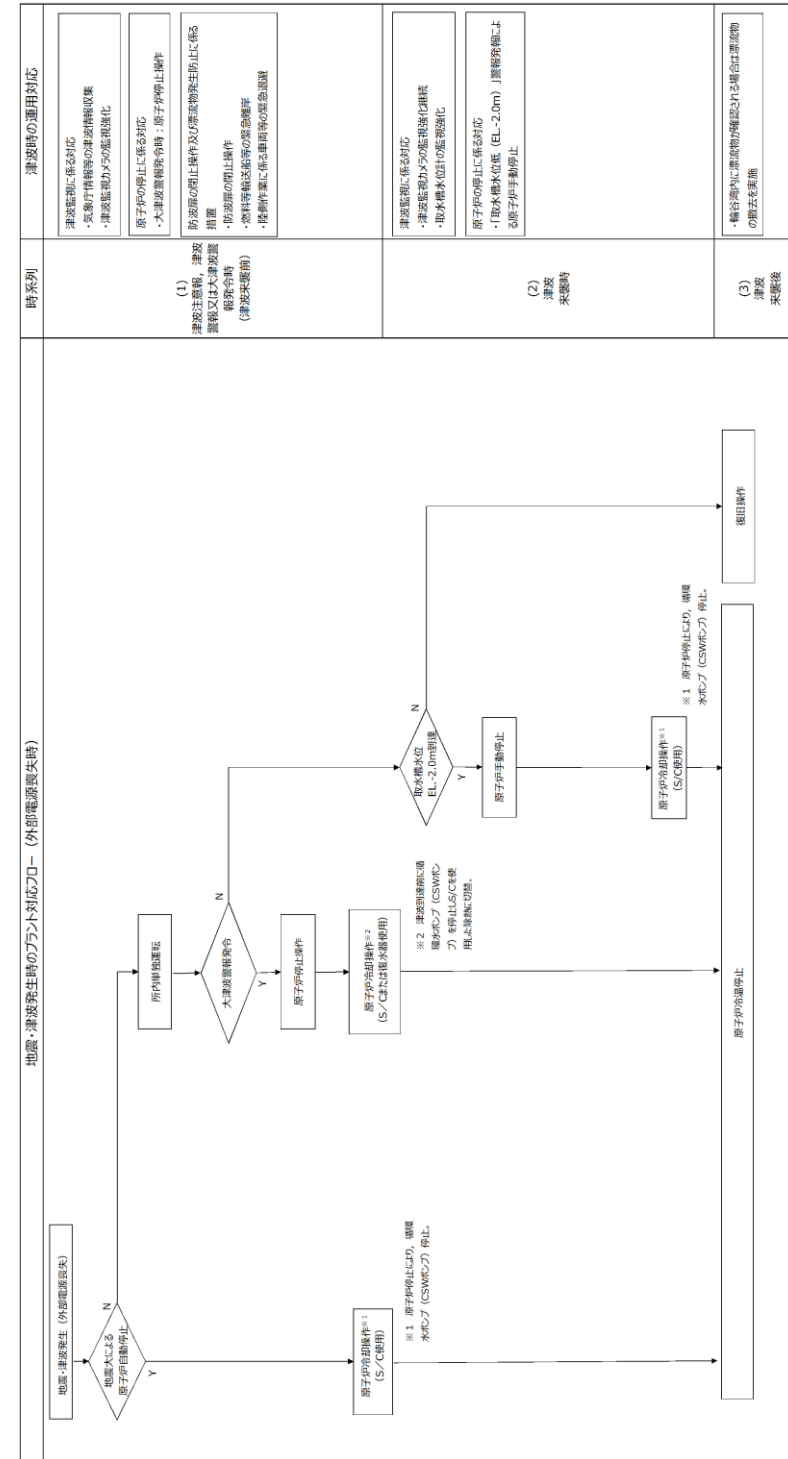 地震・津波発生時のプラント対応フロー（外部電源喪失時）
時系列
津波時の運用対応
地震・津波発生（外部電源喪失）
地震大による
原子炉自動停止
N
Y
所内単独運転
大津波警報発令
N
Y
原子炉停止操作
原子炉冷却操作※1
（S／C使用）
※１ 原子炉停止により，循環
水ポンプ（CSWポンプ）停止。
原子炉冷却操作※2
（S／Cまたは復水器使用）
※２ 津波到達前に循
環水ポンプ（CSWポン
プ）を停止しS/Cを使
用した除熱に切替。
取水槽水位
EL.-2.0m到達
N
Y
原子炉手動停止
原子炉冷却操作※1
（S/C使用）
※１ 原子炉停止により，循環
水ポンプ（CSWポンプ）停止。
原子炉冷温停止
復旧操作
(1)
津波注意報，津波
警報又は大津波警
報発令時
（津波来襲前）
津波監視に係る対応
・気象庁情報等の津波情報収集
・津波監視カメラの監視強化
原子炉の停止に係る対応
・大津波警報発令時：原子炉停止操作
防波扉の閉止操作及び漂流物発生防止に係る
措置
・防波扉の閉止操作
・燃料等輸送船等の緊急離岸
・陸側作業に係る車両等の緊急退避
(2)
津波
来襲時
津波監視に係る対応
・津波監視カメラの監視強化継続
・取水槽水位計の監視強化
原子炉の停止に係る対応
・「取水槽水位低（EL.-2.0m）」警報発報によ
る原子炉手動停止
(3)
津波
来襲後
・輪谷湾内に漂流物が確認される場合は漂流物
の撤去を実施